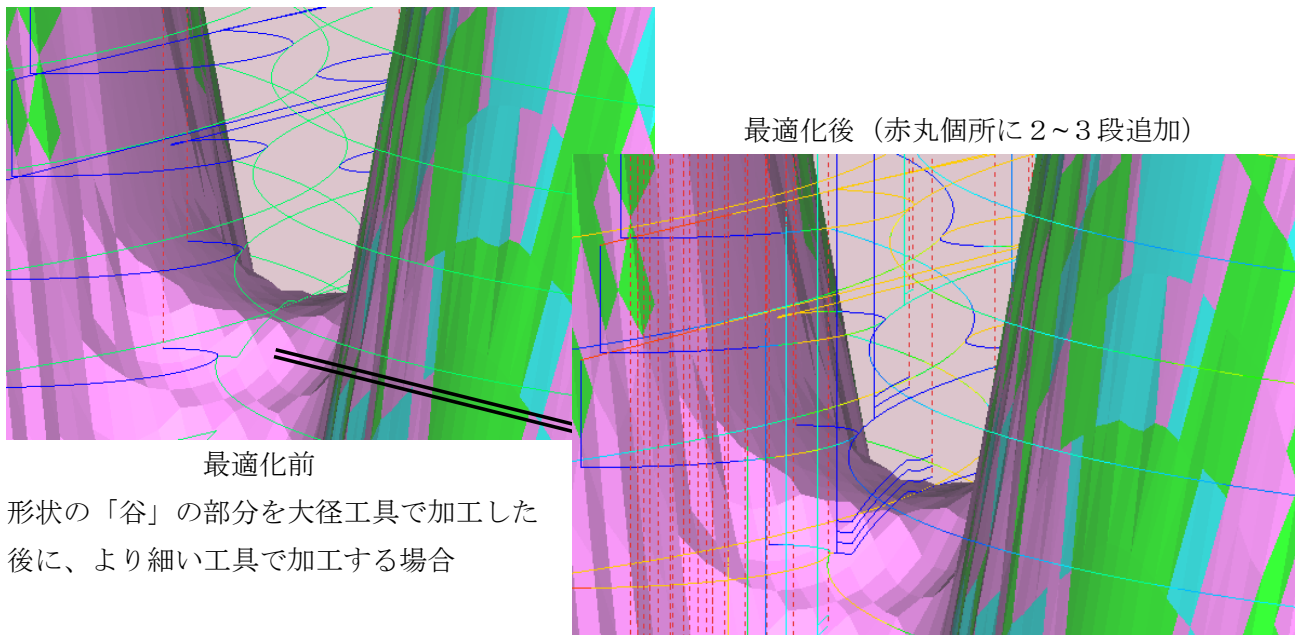 最適化後（赤丸個所に２~３段追加）
最適化前
形状の「谷」の部分を大径工具で加工した
後に、より細い工具で加工する場合